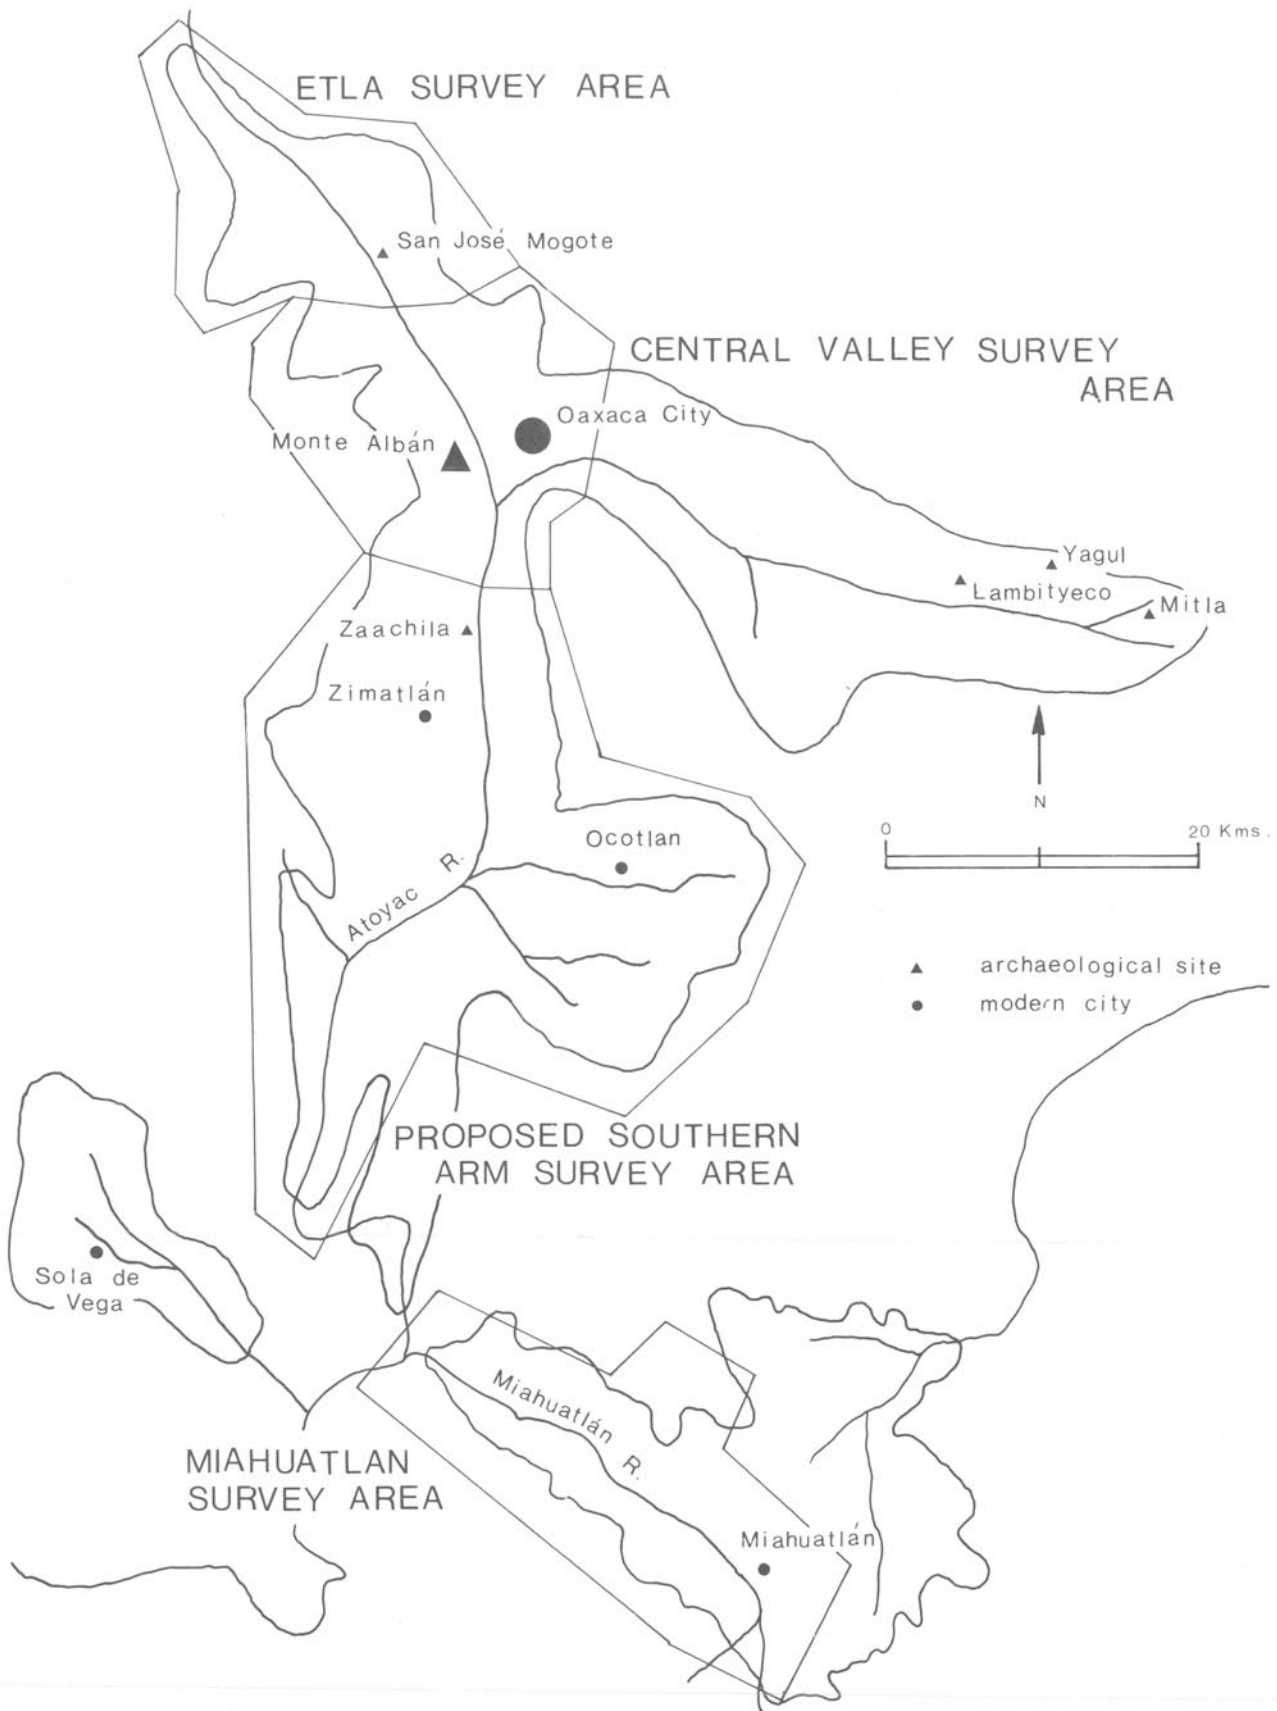 ETLA SURVEY AREA
San José Mogote
CENTRAL VALLEY SURVEY
AREA
Oaxaca City
Monte Albán
Yagul
Lambityeco
Mitla
Zaachila
Zimatlán
N
0 20 Kms.
Ocotlan
Atoyac R.
archaeological site
modern city
PROPOSED SOUTHERN
ARM SURVEY AREA
Sola de
Vega
Miahuatlán R.
MIAHUATLAN
SURVEY AREA
Miahuatlán